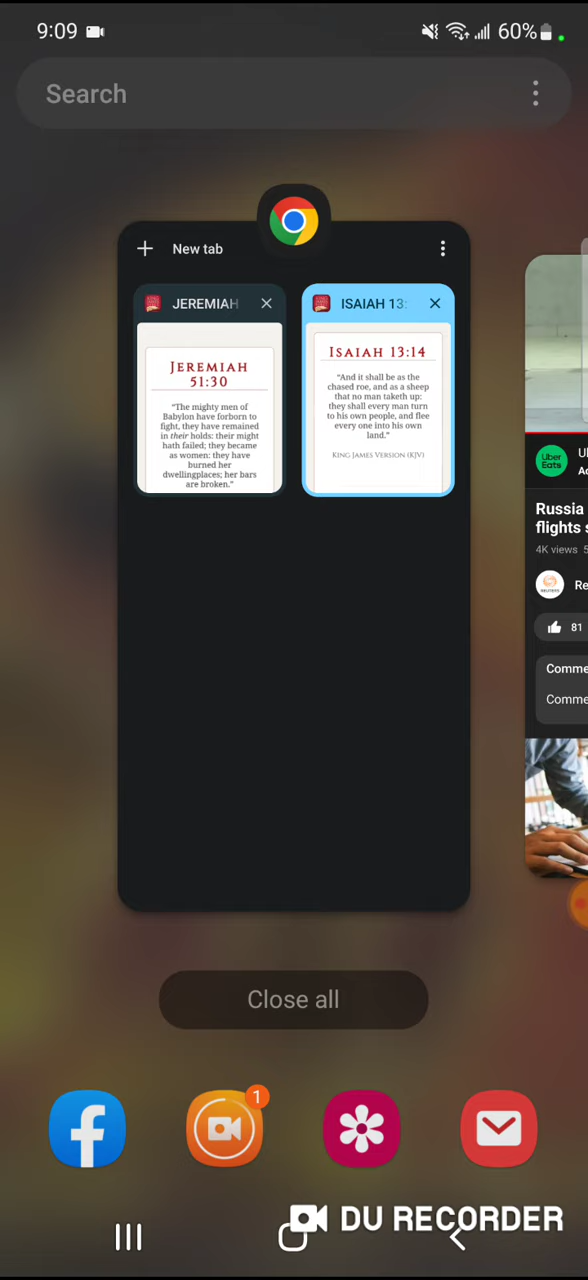 9:09
60%
Search
New tab
JEREMIAH
ISAIAH 13:
JEREMIAH
51:30
"The mighty men of
Babylon have forborn to
fight, they have remained
in their holds: their might
hath failed; they became
as women: they have
burned her
dwellingplaces; her bars
are broken."
ISAIAH 13:14
"And it shall be as the
chased roe, and as a sheep
that no man taketh up:
they shall every man turn
to his own people, and flee
every one into his own
land."
KING JAMES VERSION (KJV)
Uber
Eats
Russia
flights
4K views
REUTERS
Re
81
Comme
Comme
Close all
1
DU RECORDER